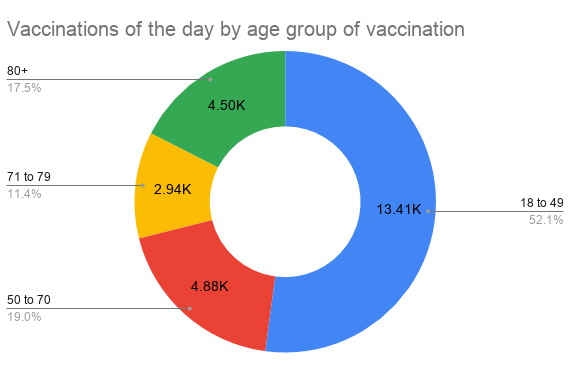 Vaccinations of the day by age group of vaccination
80+
17.5%
4.50K
71 to 79
11.4%
2.94K
13.41K
18 to 49
52.1%
50 to 70
19.0%
4.88K